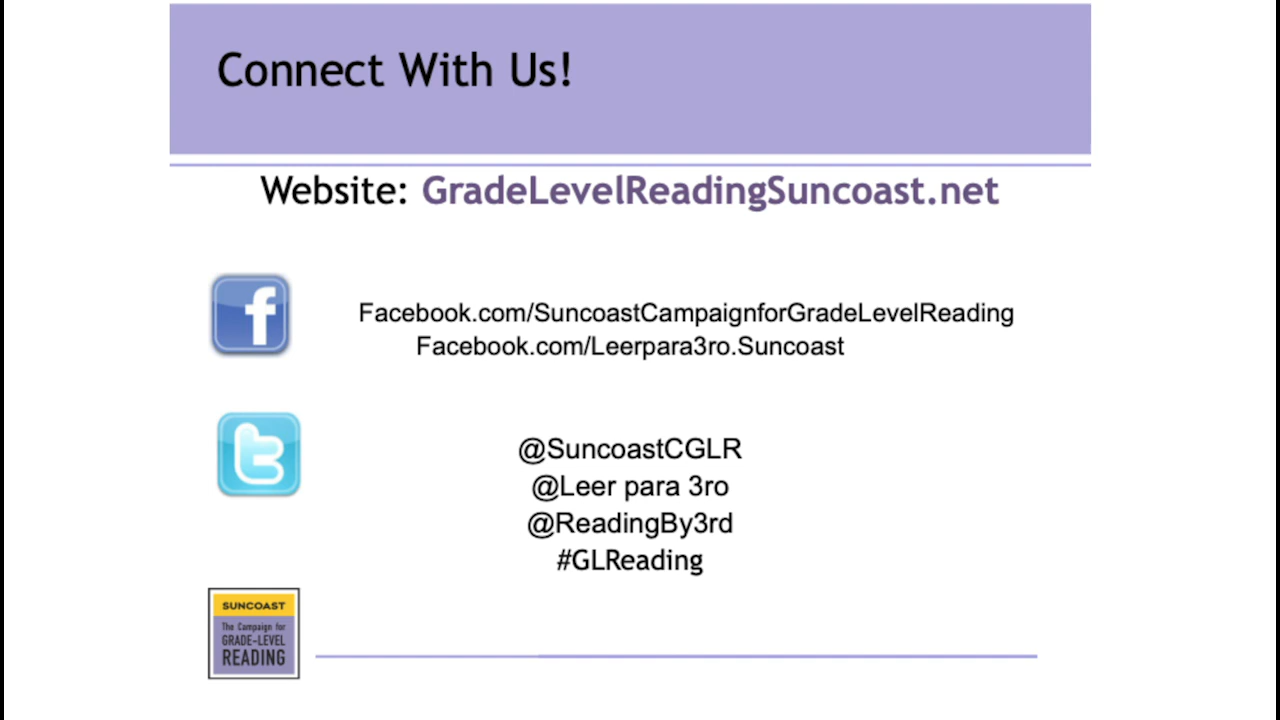 Connect With Us!
Website: GradeLevelReadingSuncoast.net
Facebook.com/SuncoastCampaignforGradeLevelReading
Facebook.com/Leerpara3ro.Suncoast
@SuncoastCGLR
@Leer para 3ro
@ReadingBy3rd
#GLReading
SUNCOAST
The Campaign for
GRADE-LEVEL
READING